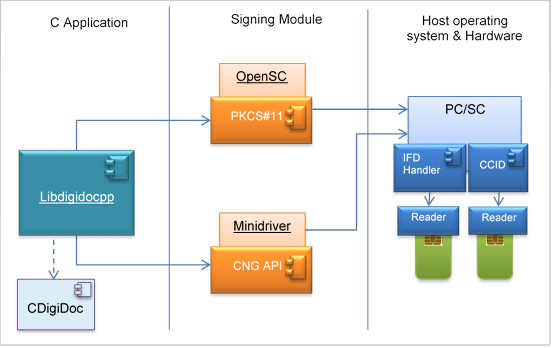 C Application
Signing Module
Host operating
system & Hardware
OpenSC
PKCS#11
PC/SC
IFD
Handler
CCID
Libdigidocpp
Reader
Reader
Minidriver
CNG API
CDigiDoc